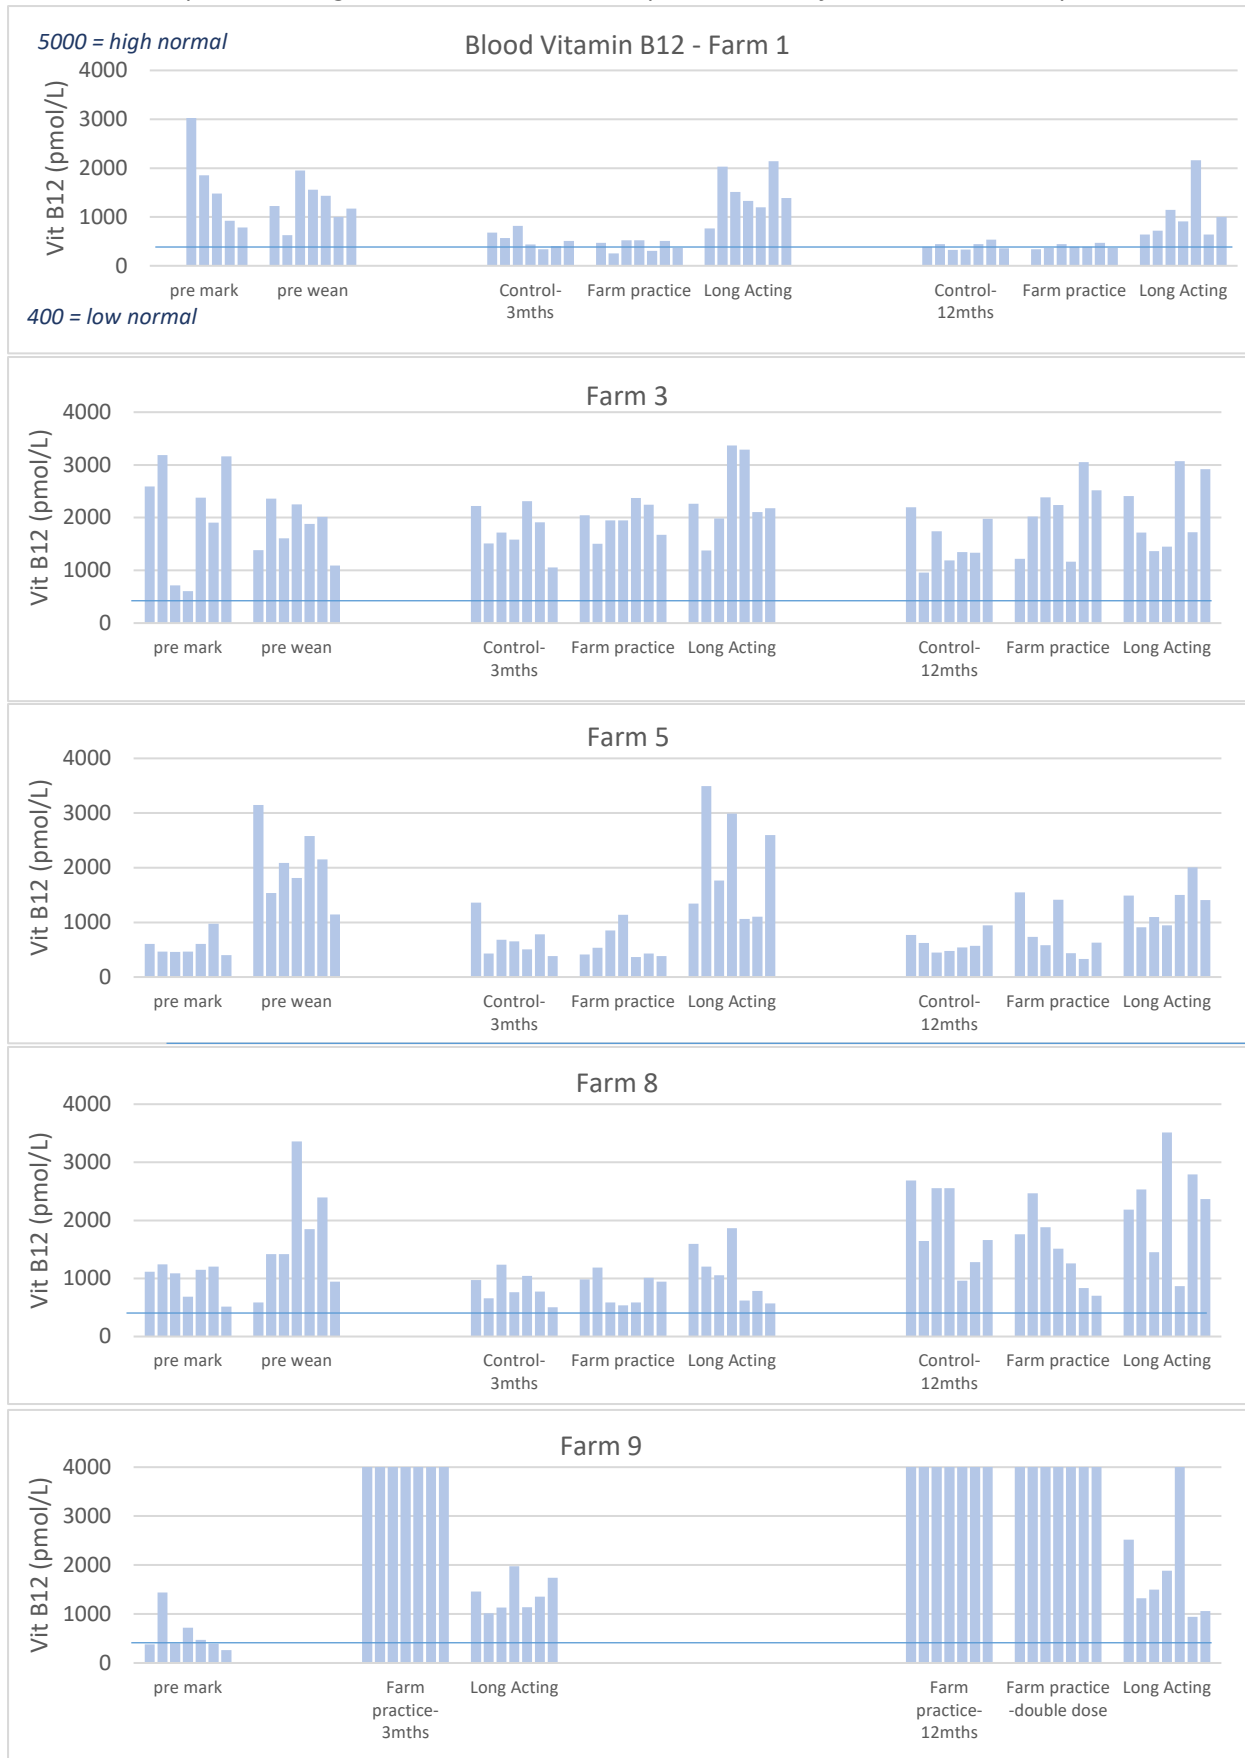 5000 = high normal
Blood Vitamin B12 - Farm 1
Vit B12 (pmol/L)
4000
3000
2000
1000
0
pre mark pre wean Control-3mths Farm practice Long Acting Control-12mths Farm practice Long Acting
400 = low normal
Farm 3
Vit B12 (pmol/L)
4000
3000
2000
1000
0
pre mark pre wean Control-3mths Farm practice Long Acting Control-12mths Farm practice Long Acting
Farm 5
Vit B12 (pmol/L)
4000
3000
2000
1000
0
pre mark pre wean Control-3mths Farm practice Long Acting Control-12mths Farm practice Long Acting
Farm 8
Vit B12 (pmol/L)
4000
3000
2000
1000
0
pre mark pre wean Control-3mths Farm practice Long Acting Control-12mths Farm practice Long Acting
Farm 9
Vit B12 (pmol/L)
4000
3000
2000
1000
0
pre mark Farm practice-3mths Long Acting Farm practice-12mths Farm practice -double dose Long Acting